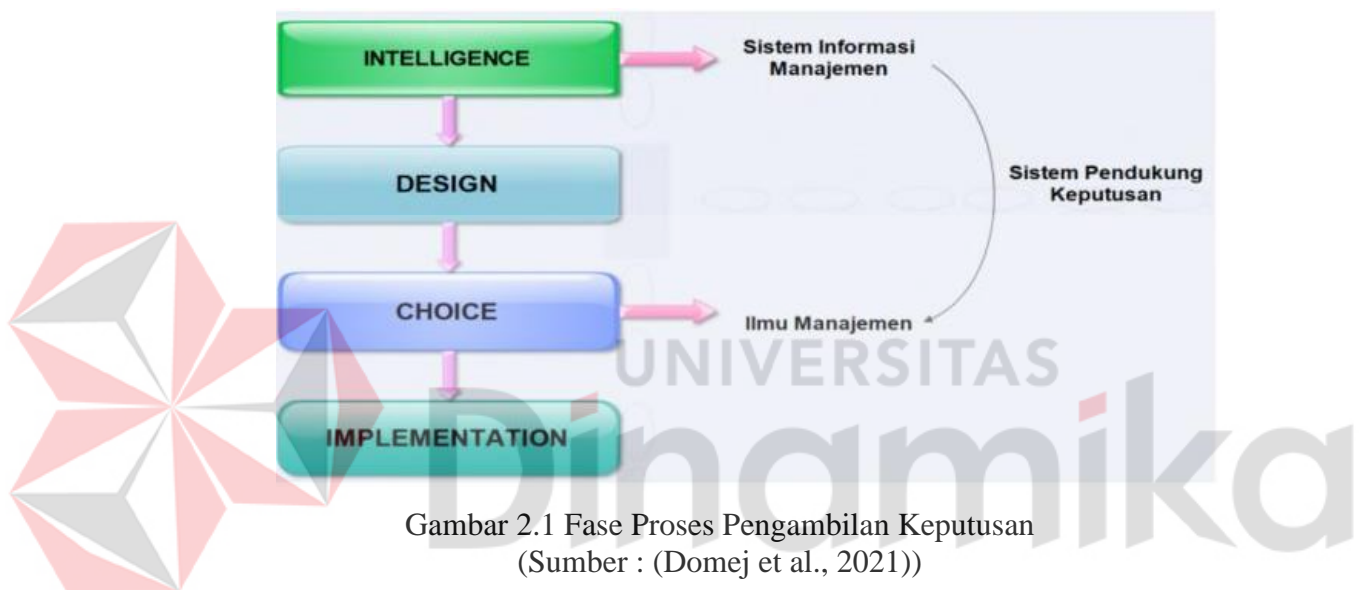 INTELLIGENCE
Sistem Informasi
Manajemen
DESIGN
Sistem Pendukung
Keputusan
CHOICE
Ilmu Manajemen
UNIVERSITAS
Dinamika
IMPLEMENTATION
Gambar 2.1 Fase Proses Pengambilan Keputusan
(Sumber : (Domej et al., 2021))